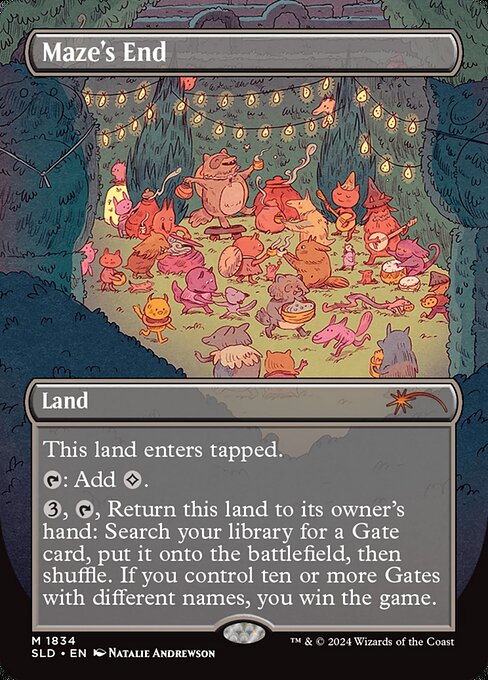 Maze's End
Land
This land enters tapped.
: Add .
3, , Return this land to its owner's
hand: Search your library for a Gate
card, put it onto the battlefield, then
shuffle. If you control ten or more Gates
with different names, you win the game.
M 1834
SLD • EN Natalie Andrewson
™ & © 2024 Wizards of the Coast